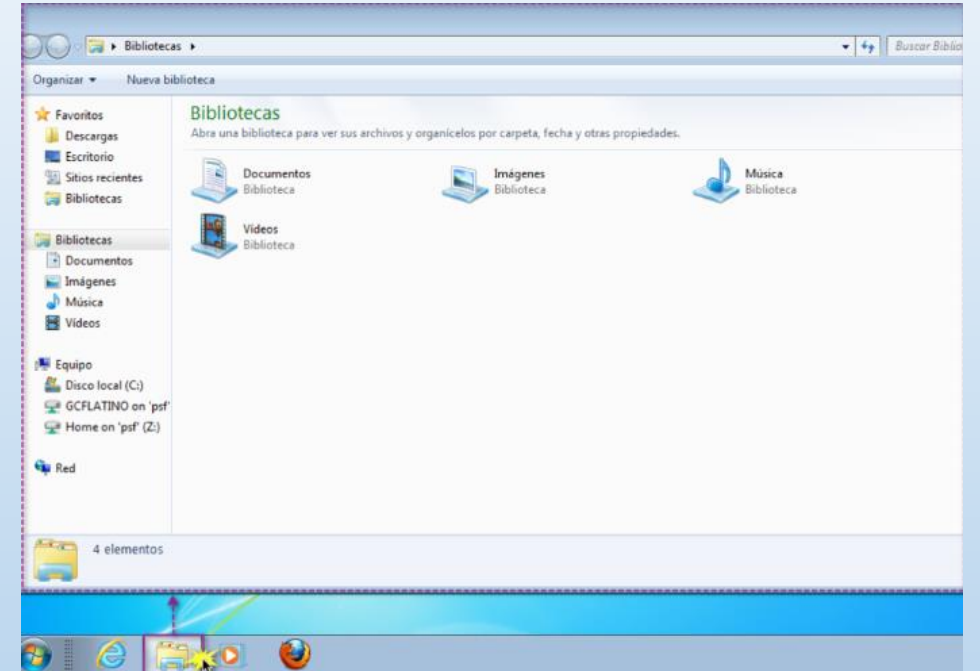 Bibliotecas
Buscar Biblio
Organizar Nueva biblioteca
Favoritos
Descargas
Escritorio
Sitios recientes
Bibliotecas
Bibliotecas
Documentos
Imágenes
Música
Vídeos
Equipo
Disco local (C:)
GCFLATINO on 'psf'
Home on 'psf' (Z:)
Red
Bibliotecas
Abra una biblioteca para ver sus archivos y organícelos por carpeta, fecha y otras propiedades.
Documentos
Biblioteca
Imágenes
Biblioteca
Música
Biblioteca
Vídeos
Biblioteca
4 elementos